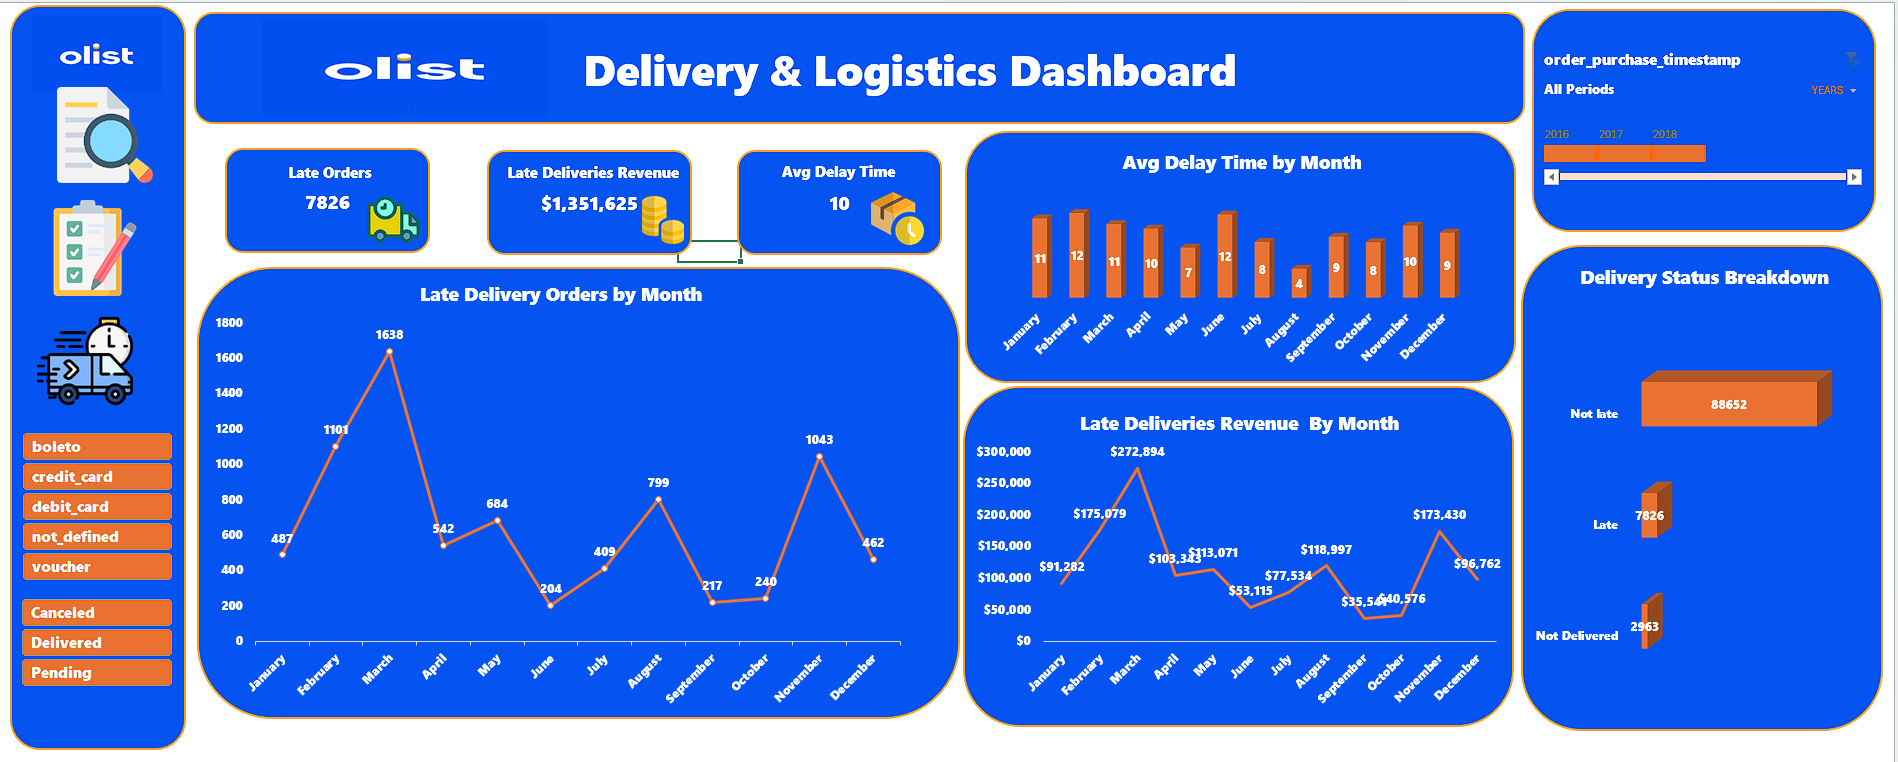 olist
boleto
credit_card
debit_card
not_defined
voucher
Canceled
Delivered
Pending
olist
Delivery & Logistics Dashboard
order_purchase_timestamp
All Periods
YEARS
2016 2017 2018
Late Orders
7826
Late Deliveries Revenue
$1,351,625
Avg Delay Time
10
Avg Delay Time by Month
11 12 11 10 7 12 8 4 9 8 10 9
January February March April May June July August September October November December
Late Delivery Orders by Month
1800
1600
1400
1200
1000
800
600
400
200
0
487 1101 1638 542 684 204 409 799 217 240 1043 462
January February March April May June July August September October November December
Late Deliveries Revenue By Month
$300,000
$250,000
$200,000
$150,000
$100,000
$50,000
$0
$91,282 $175,079 $272,894 $103,343 $113,071 $53,115 $77,534 $118,997 $40,576 $173,430 $96,762
January February March April May June July August September October November December
Delivery Status Breakdown
Not late 88652
Late 7826
Not Delivered 2963